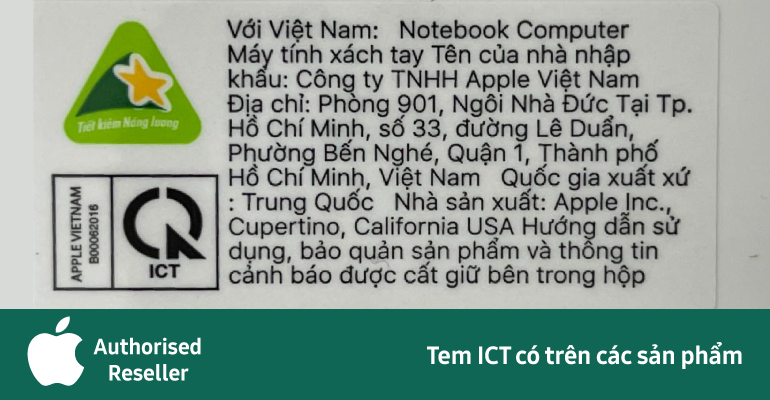 Với Việt Nam: Notebook Computer
Máy tính xách tay Tên của nhà nhập
khẩu: Công ty TNHH Apple Việt Nam
Địa chỉ: Phòng 901, Ngôi Nhà Đức Tại Tp.
Hồ Chí Minh, số 33, đường Lê Duẩn,
Phường Bến Nghé, Quận 1, Thành phố
Hồ Chí Minh, Việt Nam Quốc gia xuất xứ
: Trung Quốc Nhà sản xuất: Apple Inc.,
Cupertino, California USA Hướng dẫn sử
dụng, bảo quản sản phẩm và thông tin
cảnh báo được cất giữ bên trong hộp
Tiết kiệm Năng lượng
APPLE VIETNAM
B00062016
ICT
Authorised
Reseller
Tem ICT có trên các sản phẩm